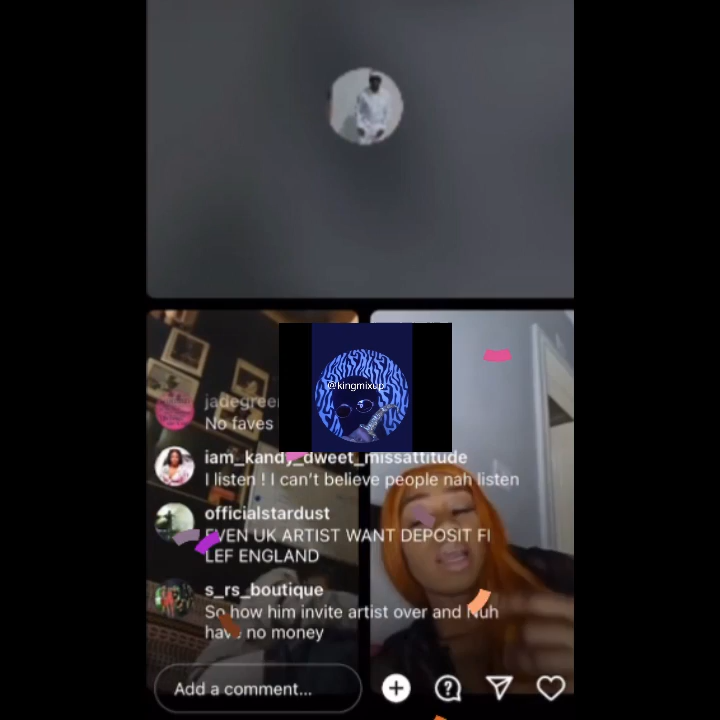 @kingmixup
jadegreen
No faves
iam_kandy_dweet_missattitude
I listen ! I can't believe people nah listen
officialstardust
EVEN UK ARTIST WANT DEPOSIT FI
LEF ENGLAND
s_rs_boutique
So how him invite artist over and Nuh
have no money
Add a comment...